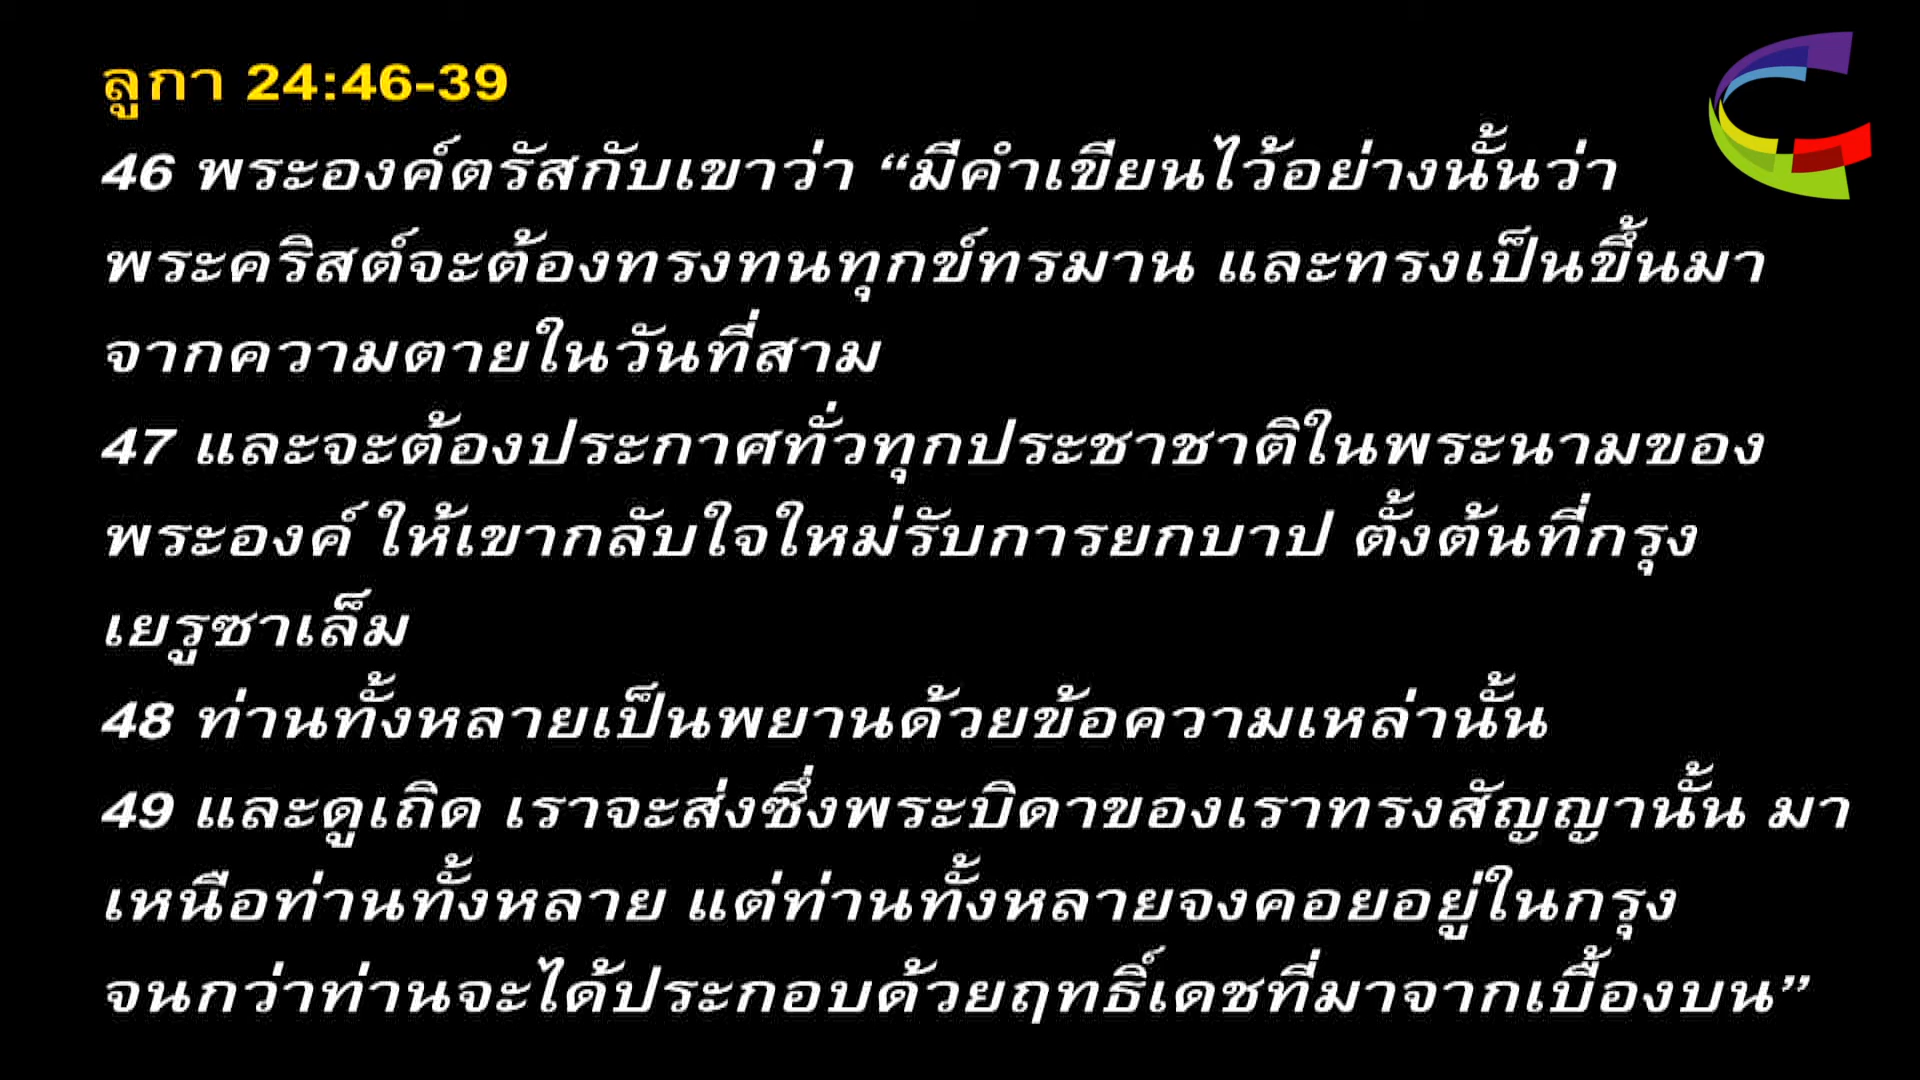 ลูกา 24:46-39
46 พระองค์ตรัสกับเขาว่า “มีคำเขียนไว้อย่างนั้นว่า
พระคริสต์จะต้องทรงทนทุกข์ทรมาน และทรงเป็นขึ้นมา
จากความตายในวันที่สาม
47 และจะต้องประกาศทั่วทุกประชาชาติในพระนามของ
พระองค์ ให้เขากลับใจใหม่รับการยกบาป ตั้งต้นที่กรุง
เยรูซาเล็ม
48 ท่านทั้งหลายเป็นพยานด้วยข้อความเหล่านั้น
49 และดูเถิด เราจะส่งซึ่งพระบิดาของเราทรงสัญญานั้น มา
เหนือท่านทั้งหลาย แต่ท่านทั้งหลายจงคอยอยู่ในกรุง
จนกว่าท่านจะได้ประกอบด้วยฤทธิ์เดชที่มาจากเบื้องบน”